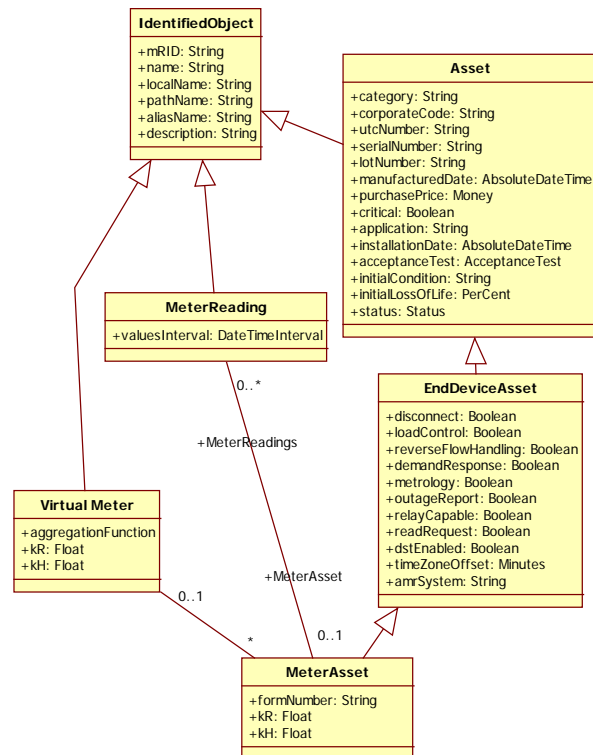 IdentifiedObject
+mRID: String
+name: String
+localName: String
+pathName: String
+aliasName: String
+description: String
Asset
+category: String
+corporateCode: String
+utcNumber: String
+serialNumber: String
+lotNumber: String
+manufacturedDate: AbsoluteDateTime
+purchasePrice: Money
+critical: Boolean
+application: String
+installationDate: AbsoluteDateTime
+acceptanceTest: AcceptanceTest
+initialCondition: String
+initialLossOfLife: PerCent
+status: Status
MeterReading
+valuesInterval: DateTimeInterval
0..*
+MeterReadings
EndDeviceAsset
+disconnect: Boolean
+loadControl: Boolean
+reverseFlowHandling: Boolean
+demandResponse: Boolean
+metrology: Boolean
+outageReport: Boolean
+relayCapable: Boolean
+readRequest: Boolean
+dstEnabled: Boolean
+timeZoneOffset: Minutes
+amrSystem: String
Virtual Meter
+aggregationFunction
+kR: Float
+kH: Float
+MeterAsset
0..1
*
0..1
MeterAsset
+formNumber: String
+kR: Float
+kH: Float